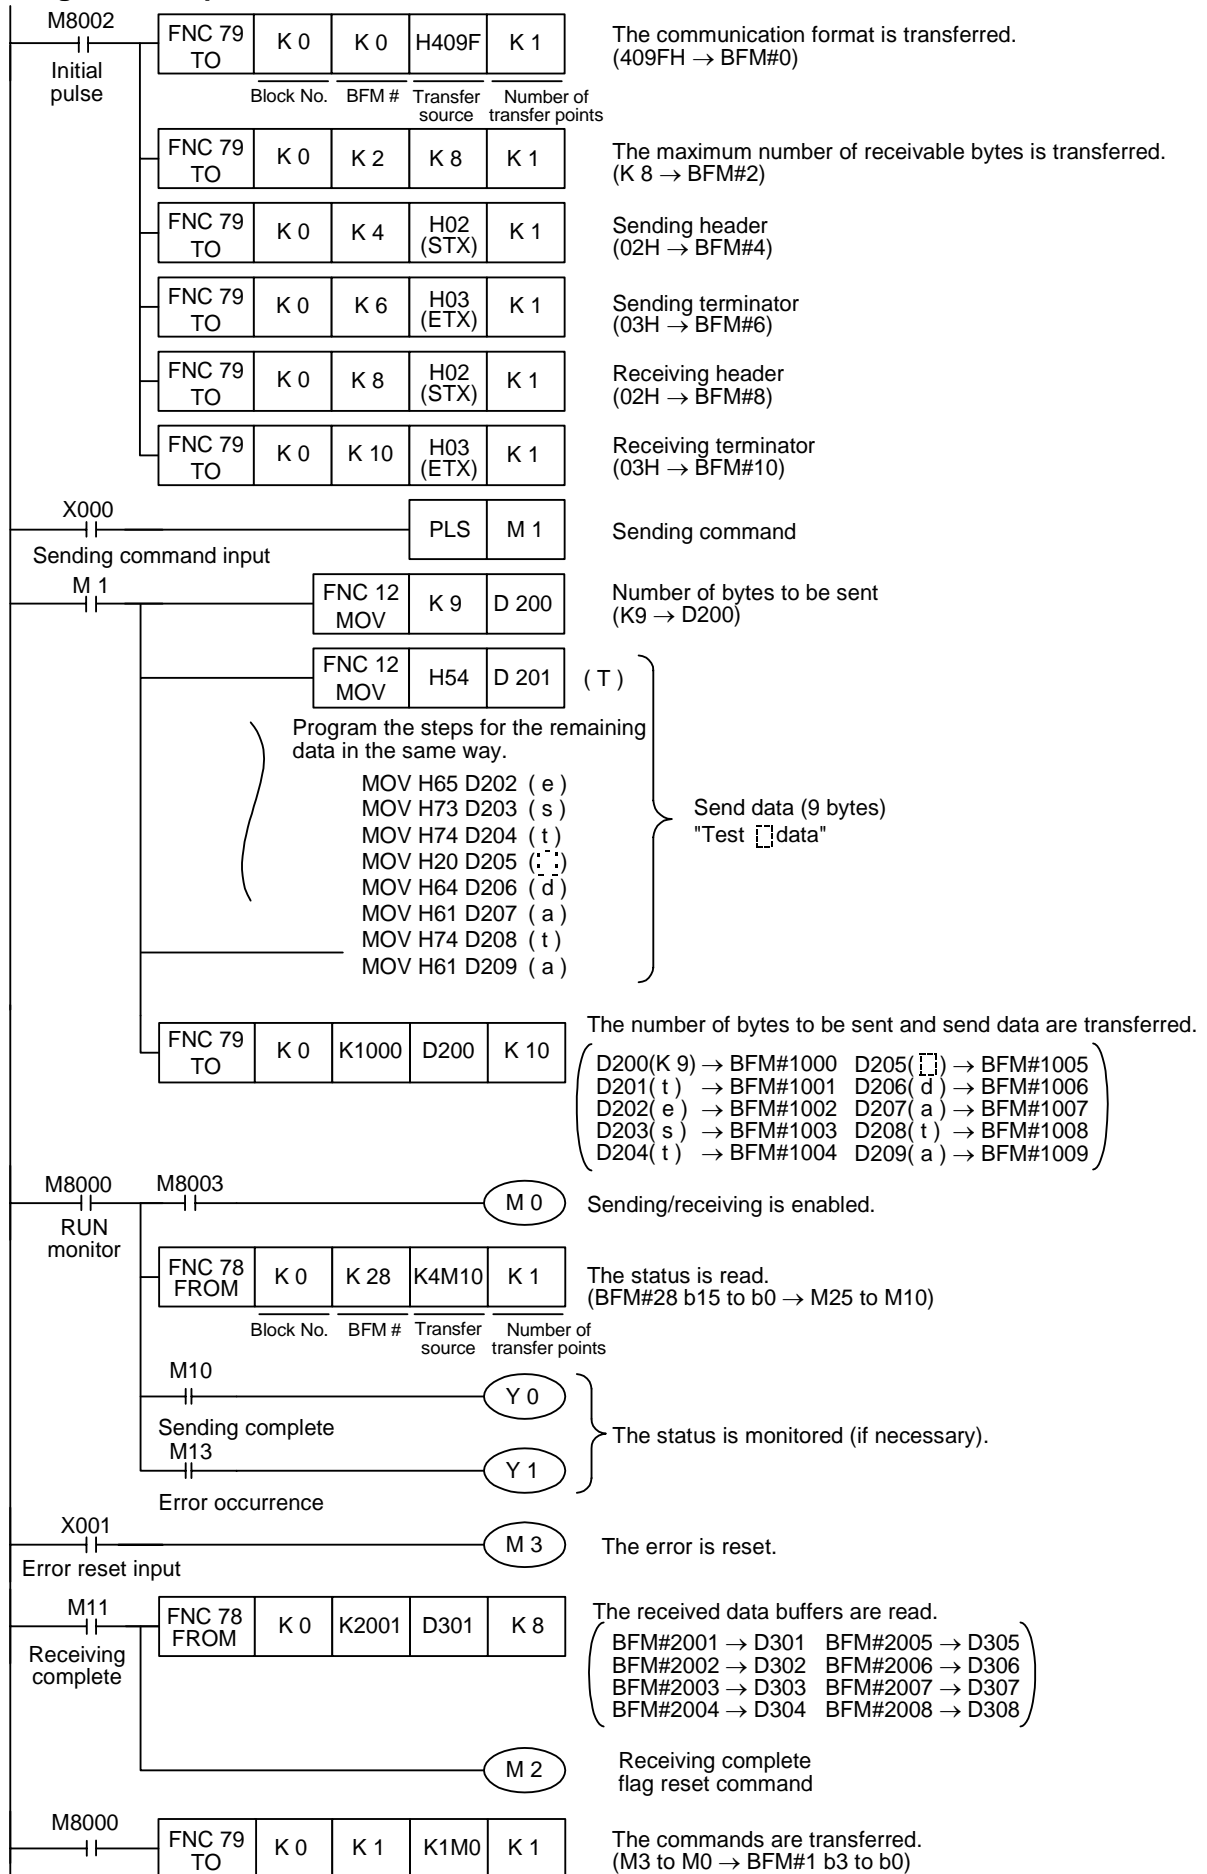 M8002
Initial
pulse
FNC 79
TO
K 0
K 0
H409F
K 1
The communication format is transferred.
(409FH → BFM#0)
Block No.
BFM #
Transfer
source
Number of
transfer points
FNC 79
TO
K 0
K 2
K 8
K 1
The maximum number of receivable bytes is transferred.
(K 8 → BFM#2)
FNC 79
TO
K 0
K 4
H02
(STX)
K 1
Sending header
(02H → BFM#4)
FNC 79
TO
K 0
K 6
H03
(ETX)
K 1
Sending terminator
(03H → BFM#6)
FNC 79
TO
K 0
K 8
H02
(STX)
K 1
Receiving header
(02H → BFM#8)
FNC 79
TO
K 0
K 10
H03
(ETX)
K 1
Receiving terminator
(03H → BFM#10)
X000
Sending command input
PLS
M 1
Sending command
M 1
FNC 12
MOV
K 9
D 200
Number of bytes to be sent
(K9 → D200)
FNC 12
MOV
H54
D 201
( T )
Program the steps for the remaining
data in the same way.
MOV H65 D202 ( e )
MOV H73 D203 ( s )
MOV H74 D204 ( t )
MOV H20 D205 ( )
MOV H64 D206 ( d )
MOV H61 D207 ( a )
MOV H74 D208 ( t )
MOV H61 D209 ( a )
Send data (9 bytes)
"Test data"
FNC 79
TO
K 0
K1000
D200
K 10
The number of bytes to be sent and send data are transferred.
D200(K 9) → BFM#1000 D205( ) → BFM#1005
D201( t ) → BFM#1001 D206( d ) → BFM#1006
D202( e ) → BFM#1002 D207( a ) → BFM#1007
D203( s ) → BFM#1003 D208( t ) → BFM#1008
D204( t ) → BFM#1004 D209( a ) → BFM#1009
M8000
RUN
monitor
M8003
M 0
Sending/receiving is enabled.
FNC 78
FROM
K 0
K 28
K4M10
K 1
The status is read.
(BFM#28 b15 to b0 → M25 to M10)
Block No.
BFM #
Transfer
source
Number of
transfer points
M10
Sending complete
Y 0
M13
Error occurrence
Y 1
The status is monitored (if necessary).
X001
Error reset input
M 3
The error is reset.
M11
Receiving
complete
FNC 78
FROM
K 0
K2001
D301
K 8
The received data buffers are read.
BFM#2001 → D301 BFM#2005 → D305
BFM#2002 → D302 BFM#2006 → D306
BFM#2003 → D303 BFM#2007 → D307
BFM#2004 → D304 BFM#2008 → D308
M 2
Receiving complete
flag reset command
M8000
FNC 79
TO
K 0
K 1
K1M0
K 1
The commands are transferred.
(M3 to M0 → BFM#1 b3 to b0)